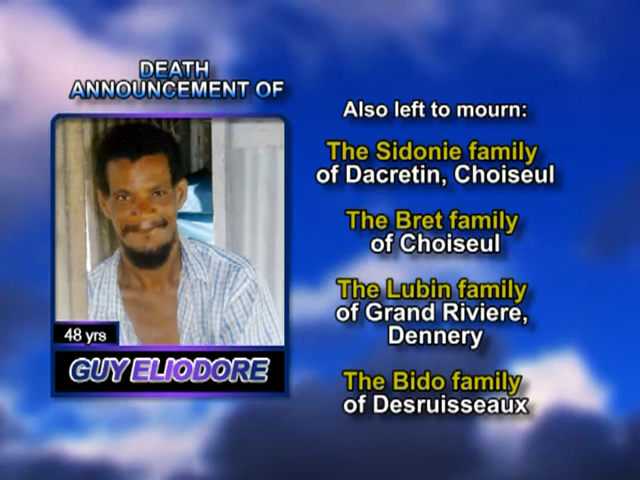 DEATH
ANNOUNCEMENT OF
48 yrs
GUY ELIODORE
Also left to mourn:
The Sidonie family
of Dacretin, Choiseul
The Bret family
of Choiseul
The Lubin family
of Grand Riviere,
Dennery
The Bido family
of Desruisseaux